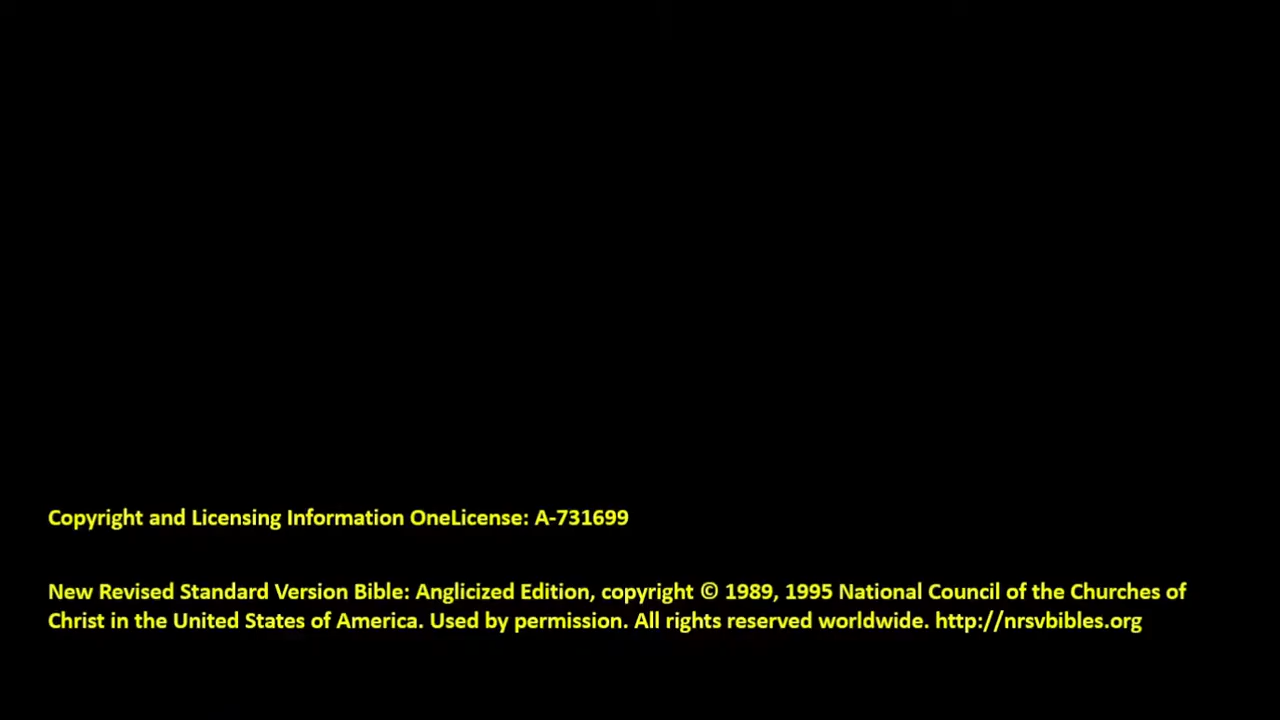 Copyright and Licensing Information OneLicense: A-731699
New Revised Standard Version Bible: Anglicized Edition, copyright © 1989, 1995 National Council of the Churches of
Christ in the United States of America. Used by permission. All rights reserved worldwide. http://nrsvbibles.org